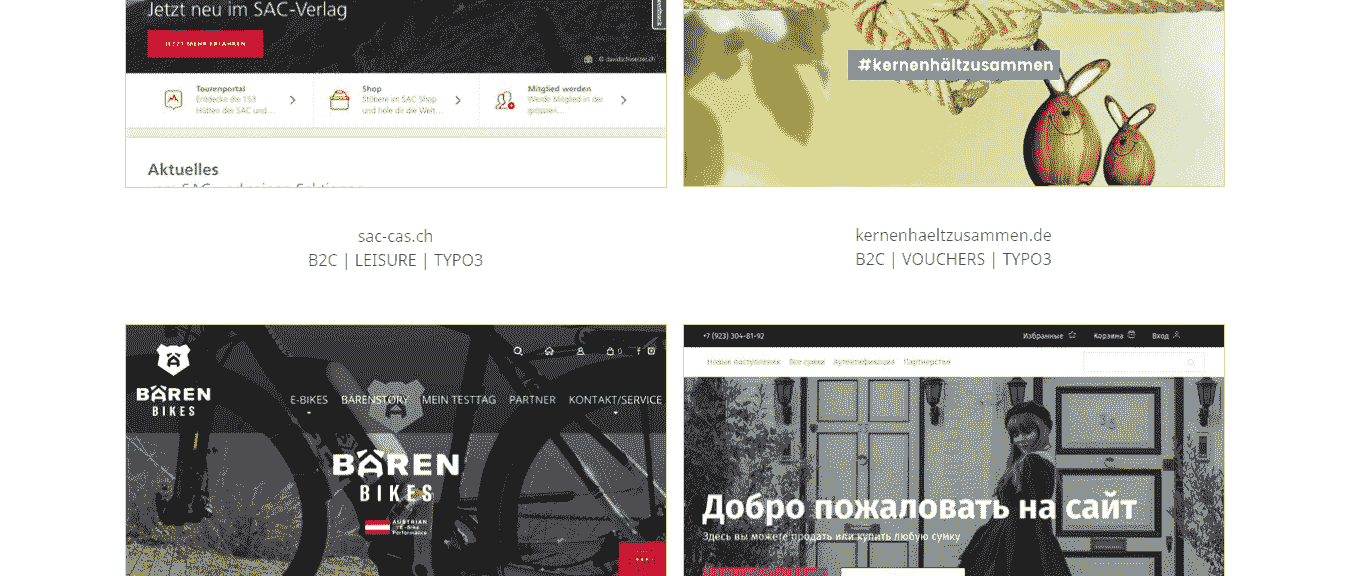 Jetzt neu im SAC-Verlag
JETZT MEHR ERFAHREN
© davidschweizer.ch
Tourenportal
Entdecke die 153
Hütten des SAC und...
Shop
Stöbere im SAC Shop
und hole dir die Welt...
Mitglied werden
Werde Mitglied in der
grössten...
Aktuelles
#kernenhältzusammen
sac-cas.ch
B2C | LEISURE | TYPO3
kernenhaeltzusammen.de
B2C | VOUCHERS | TYPO3
BÄREN
BIKES
0
E-BIKES BÄRENSTORY MEIN TESTTAG PARTNER KONTAKT/SERVICE
BÄREN
BIKES
AUSTRIAN
E-Bike
Performance
+7 (923) 304-81-92
Избранные Корзина Вход
Новые поступления Все сумки Аутентификация Партнерство
33
Добро пожаловать на сайт
Здесь вы можете продать или купить любую сумку